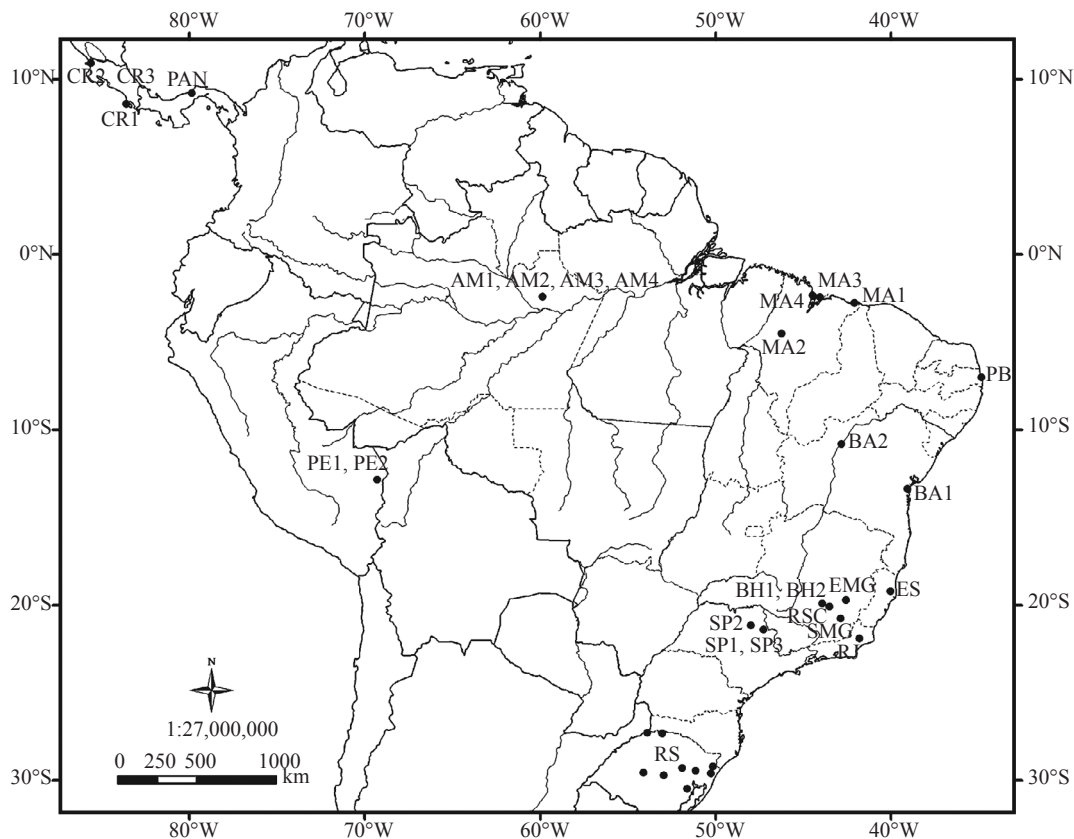 80°W 70°W 60°W 50°W 40°W
10°N 10°N
CR2, CR3 PAN
CR1
0°N 0°N
AM1, AM2, AM3, AM4
MA3
MA4 MA1
MA2
PB
10°S 10°S
BA2
PE1, PE2
BA1
BH1, BH2 EMG ES
20°S 20°S
RSC
SP2 SMG
SP1, SP3 RJ
N
1:27,000,000
RS
0 250 500 1000
km
30°S 30°S
80°W 70°W 60°W 50°W 40°W